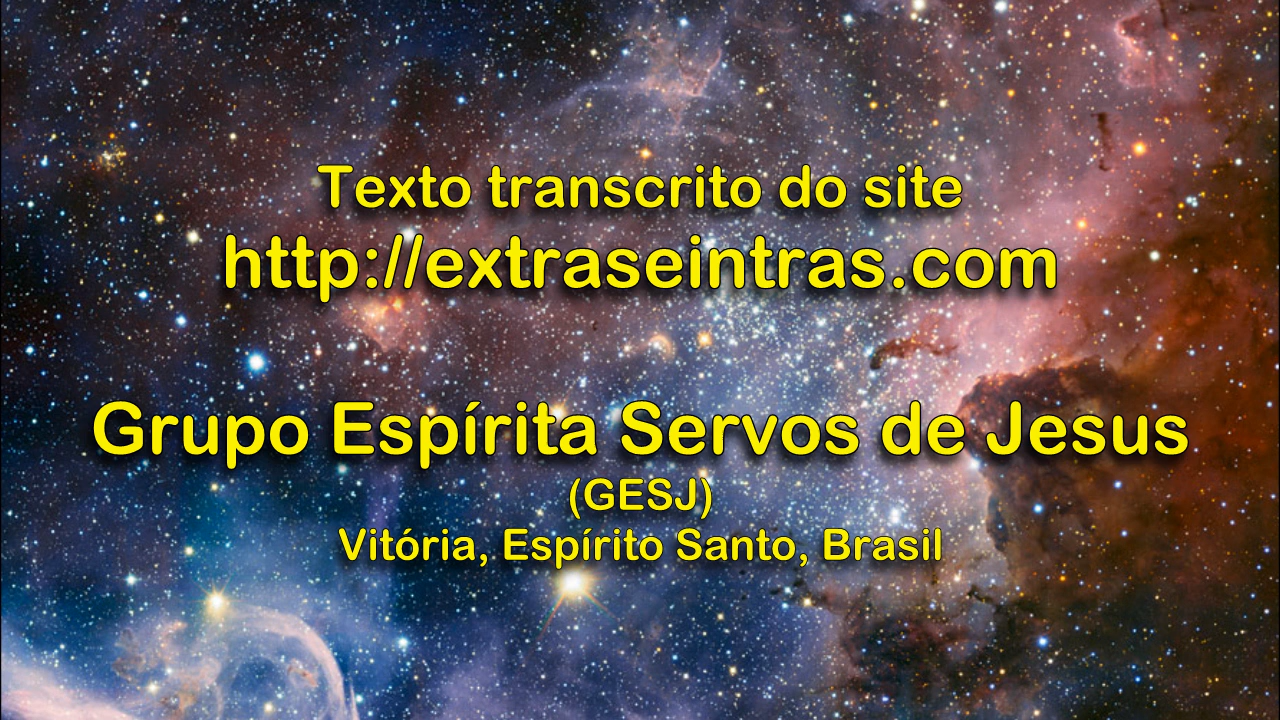 Texto transcrito do site
http://extraseintras.com
Grupo Espírita Servos de Jesus
(GESJ)
Vitória, Espírito Santo, Brasil